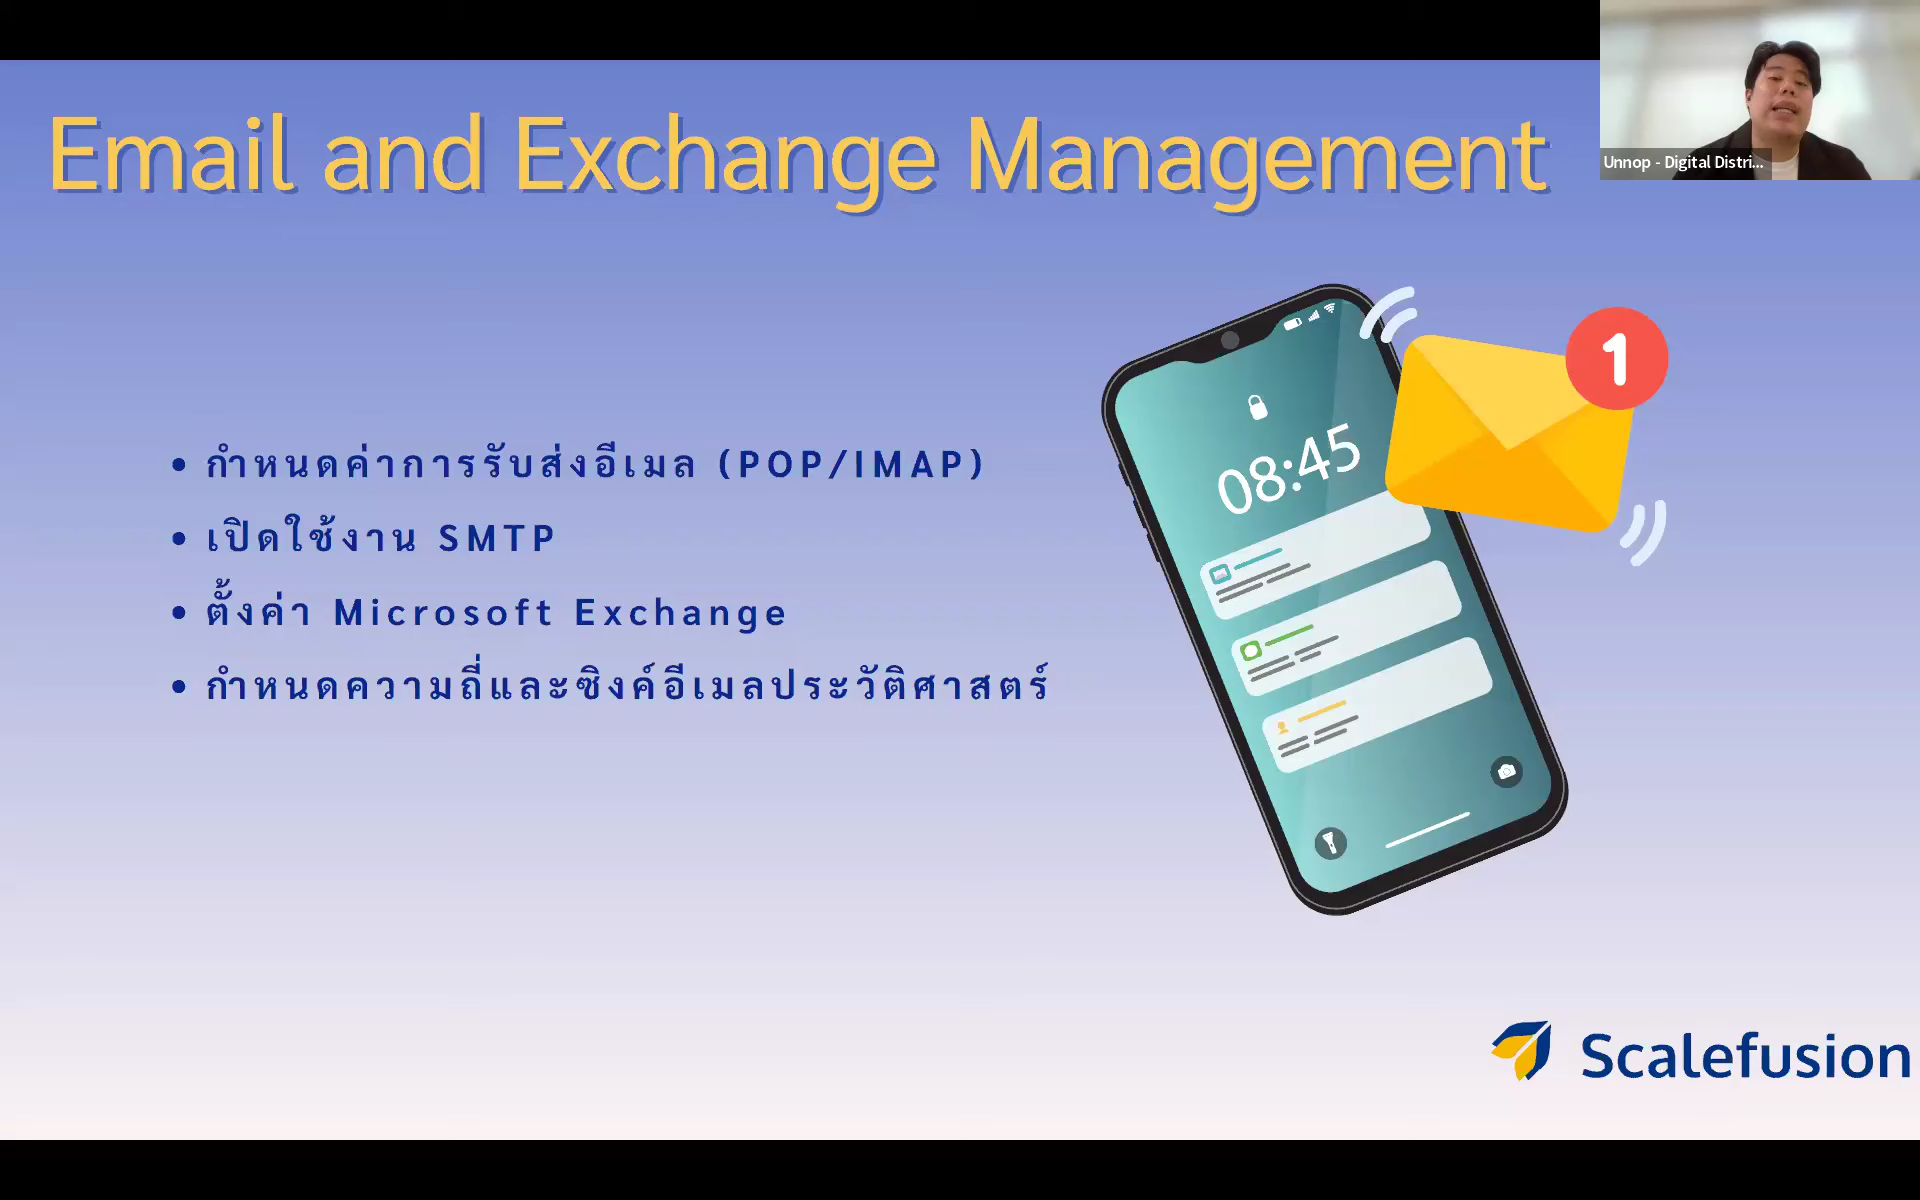 Email and Exchange Management
Unnop - Digital Distri...
กำหนดค่าการรับส่งอีเมล (POP/IMAP)
เปิดใช้งาน SMTP
ตั้งค่า Microsoft Exchange
กำหนดความถี่และซิงค์อีเมลประวัติศาสตร์
1
08:45
Scalefusion